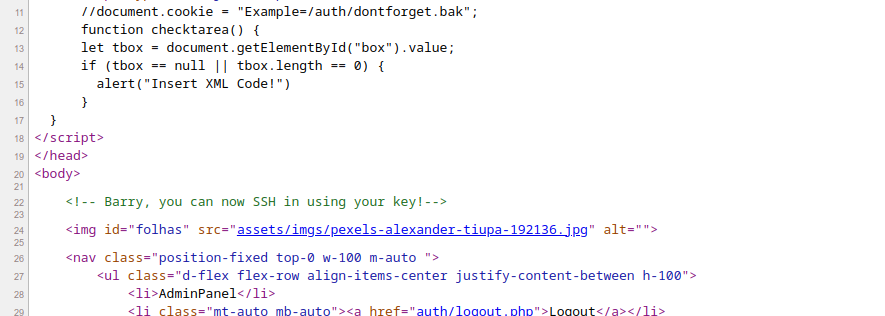 11 //document.cookie = "Example=/auth/dontforget.bak";
12 function checktarea() {
13 let tbox = document.getElementById("box").value;
14 if (tbox == null || tbox.length == 0) {
15 alert("Insert XML Code!")
16 }
17 }
18 </script>
19 </head>
20 <body>
21
22 <!-- Barry, you can now SSH in using your key!-->
23
24 <img id="folhas" src="assets/imgs/pexels-alexander-tiupa-192136.jpg" alt="">
25
26 <nav class="position-fixed top-0 w-100 m-auto ">
27 <ul class="d-flex flex-row align-items-center justify-content-between h-100">
28 <li>AdminPanel</li>
29 <li class="mt-auto mb-auto"><a href="auth/logout.php">Logout</a></li>